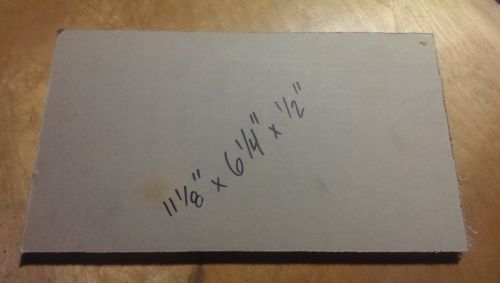 11 1/8" x 6 1/4" x 1/2"